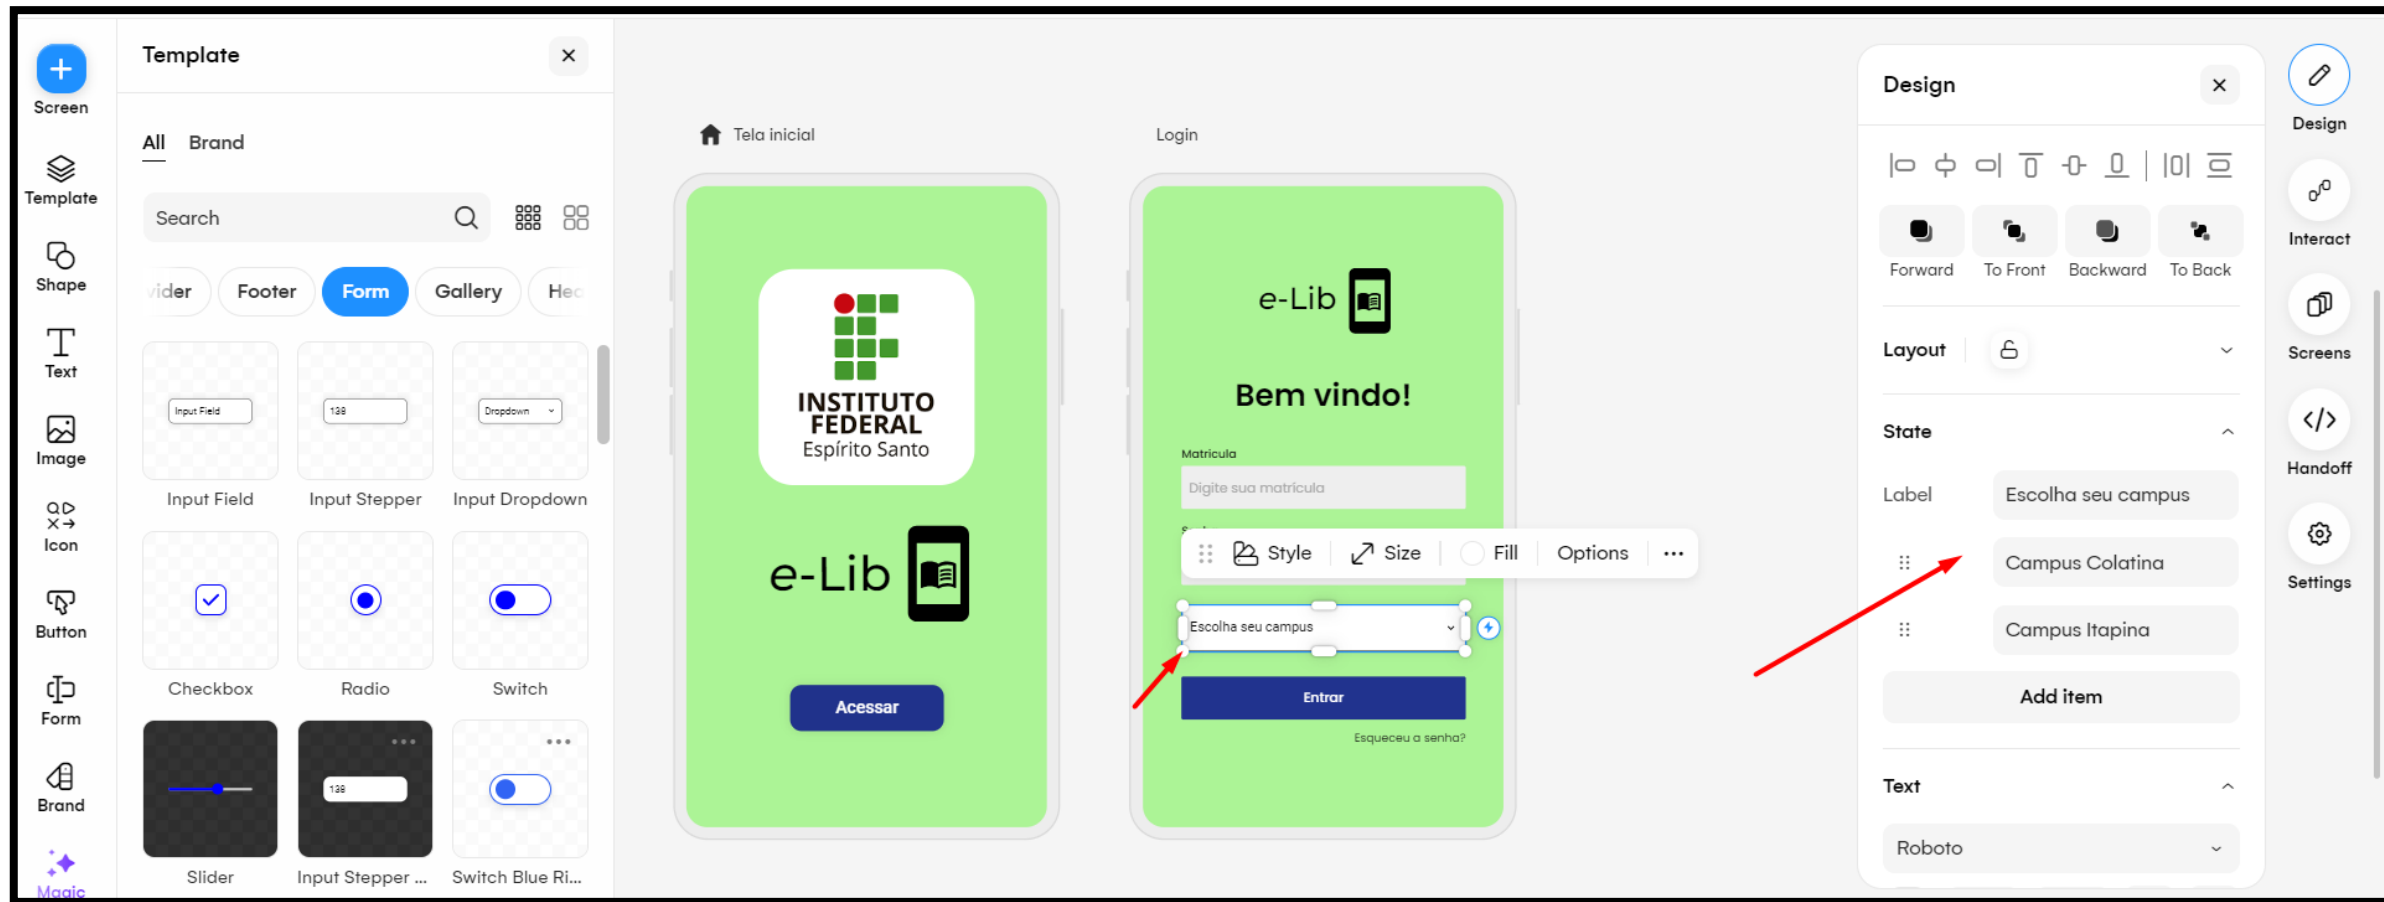 Screen
Template
Shape
Text
Image
Icon
Button
Form
Brand
Magic
Template
All Brand
Search
vider Footer Form Gallery Hea
Input Field 138 Dropdown
Input Field Input Stepper Input Dropdown
Checkbox Radio Switch
138
Slider Input Stepper ... Switch Blue Ri...
Tela inicial
INSTITUTO
FEDERAL
Espírito Santo
e-Lib
Acessar
Login
e-Lib
Bem vindo!
Matricula
Digite sua matrícula
Style Size Fill Options
Escolha seu campus
Entrar
Esqueceu a senha?
Design
Forward To Front Backward To Back
Layout
State
Label Escolha seu campus
Campus Colatina
Campus Itapina
Add item
Text
Roboto
Design
Interact
Screens
Handoff
Settings